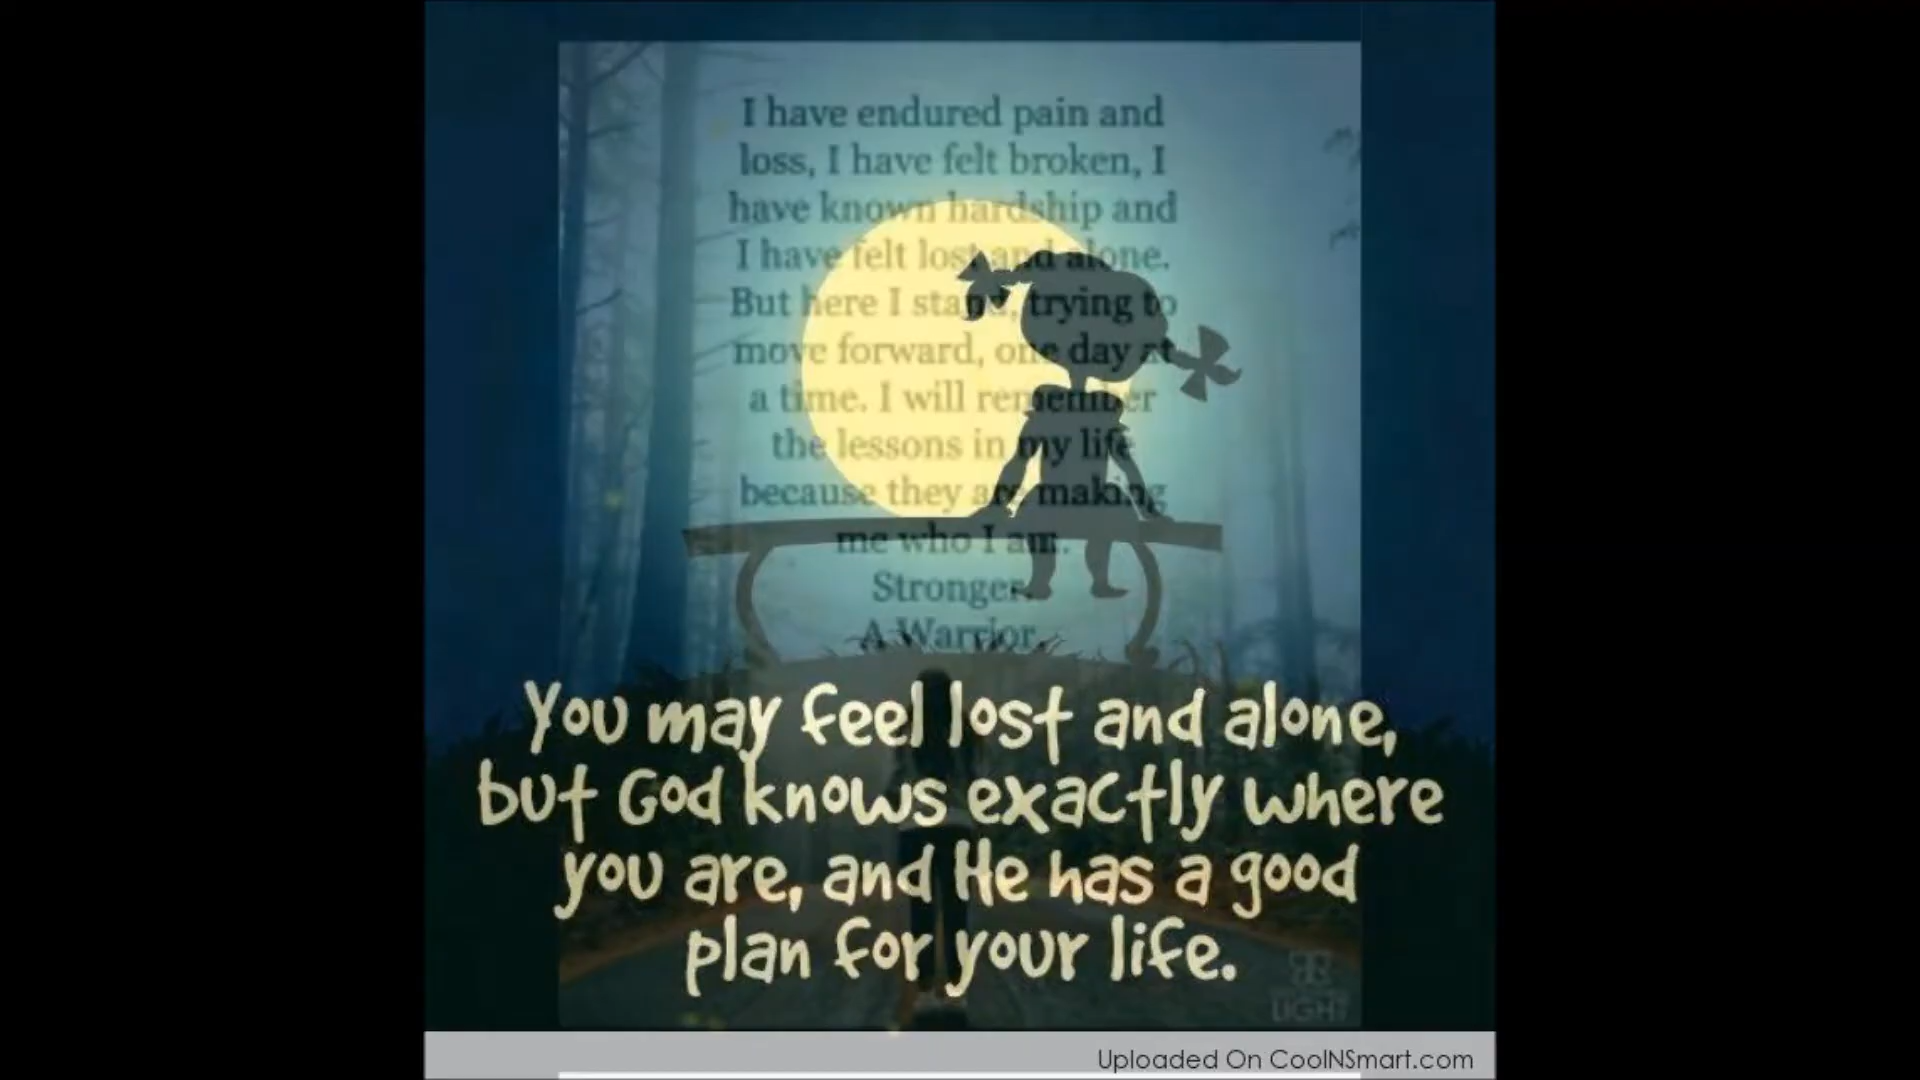 I have endured pain and
loss, I have felt broken, I
have known hardship and
I have felt lost and alone.
But here I stand, trying to
move forward, one day at
a time. I will remember
the lessons in my life
because they are making
me who I am.
Stronger.
A Warrior.
You may feel lost and alone,
but God knows exactly where
you are, and He has a good
plan for your life.
LIGHT
Uploaded On CoolNSmart.com